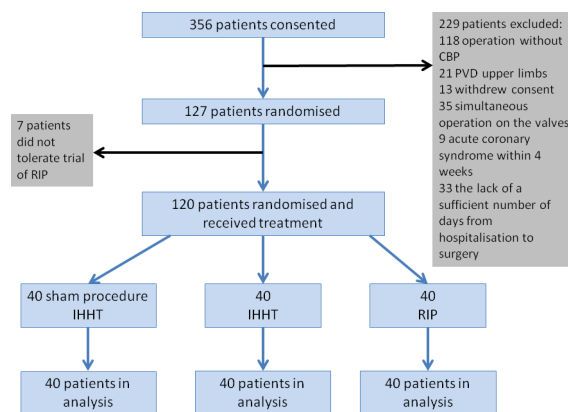 356 patients consented
229 patients excluded:
118 operation without
CBP
21 PVD upper limbs
13 withdrew consent
35 simultaneous
operation on the valves
9 acute coronary
syndrome within 4
weeks
33 the lack of a
sufficient number of
days from
hospitalisation to
surgery
127 patients randomised
7 patients
did not
tolerate trial
of RIP
120 patients randomised and
received treatment
40 sham procedure
IHHT
40
IHHT
40
RIP
40 patients in
analysis
40 patients in
analysis
40 patients in
analysis